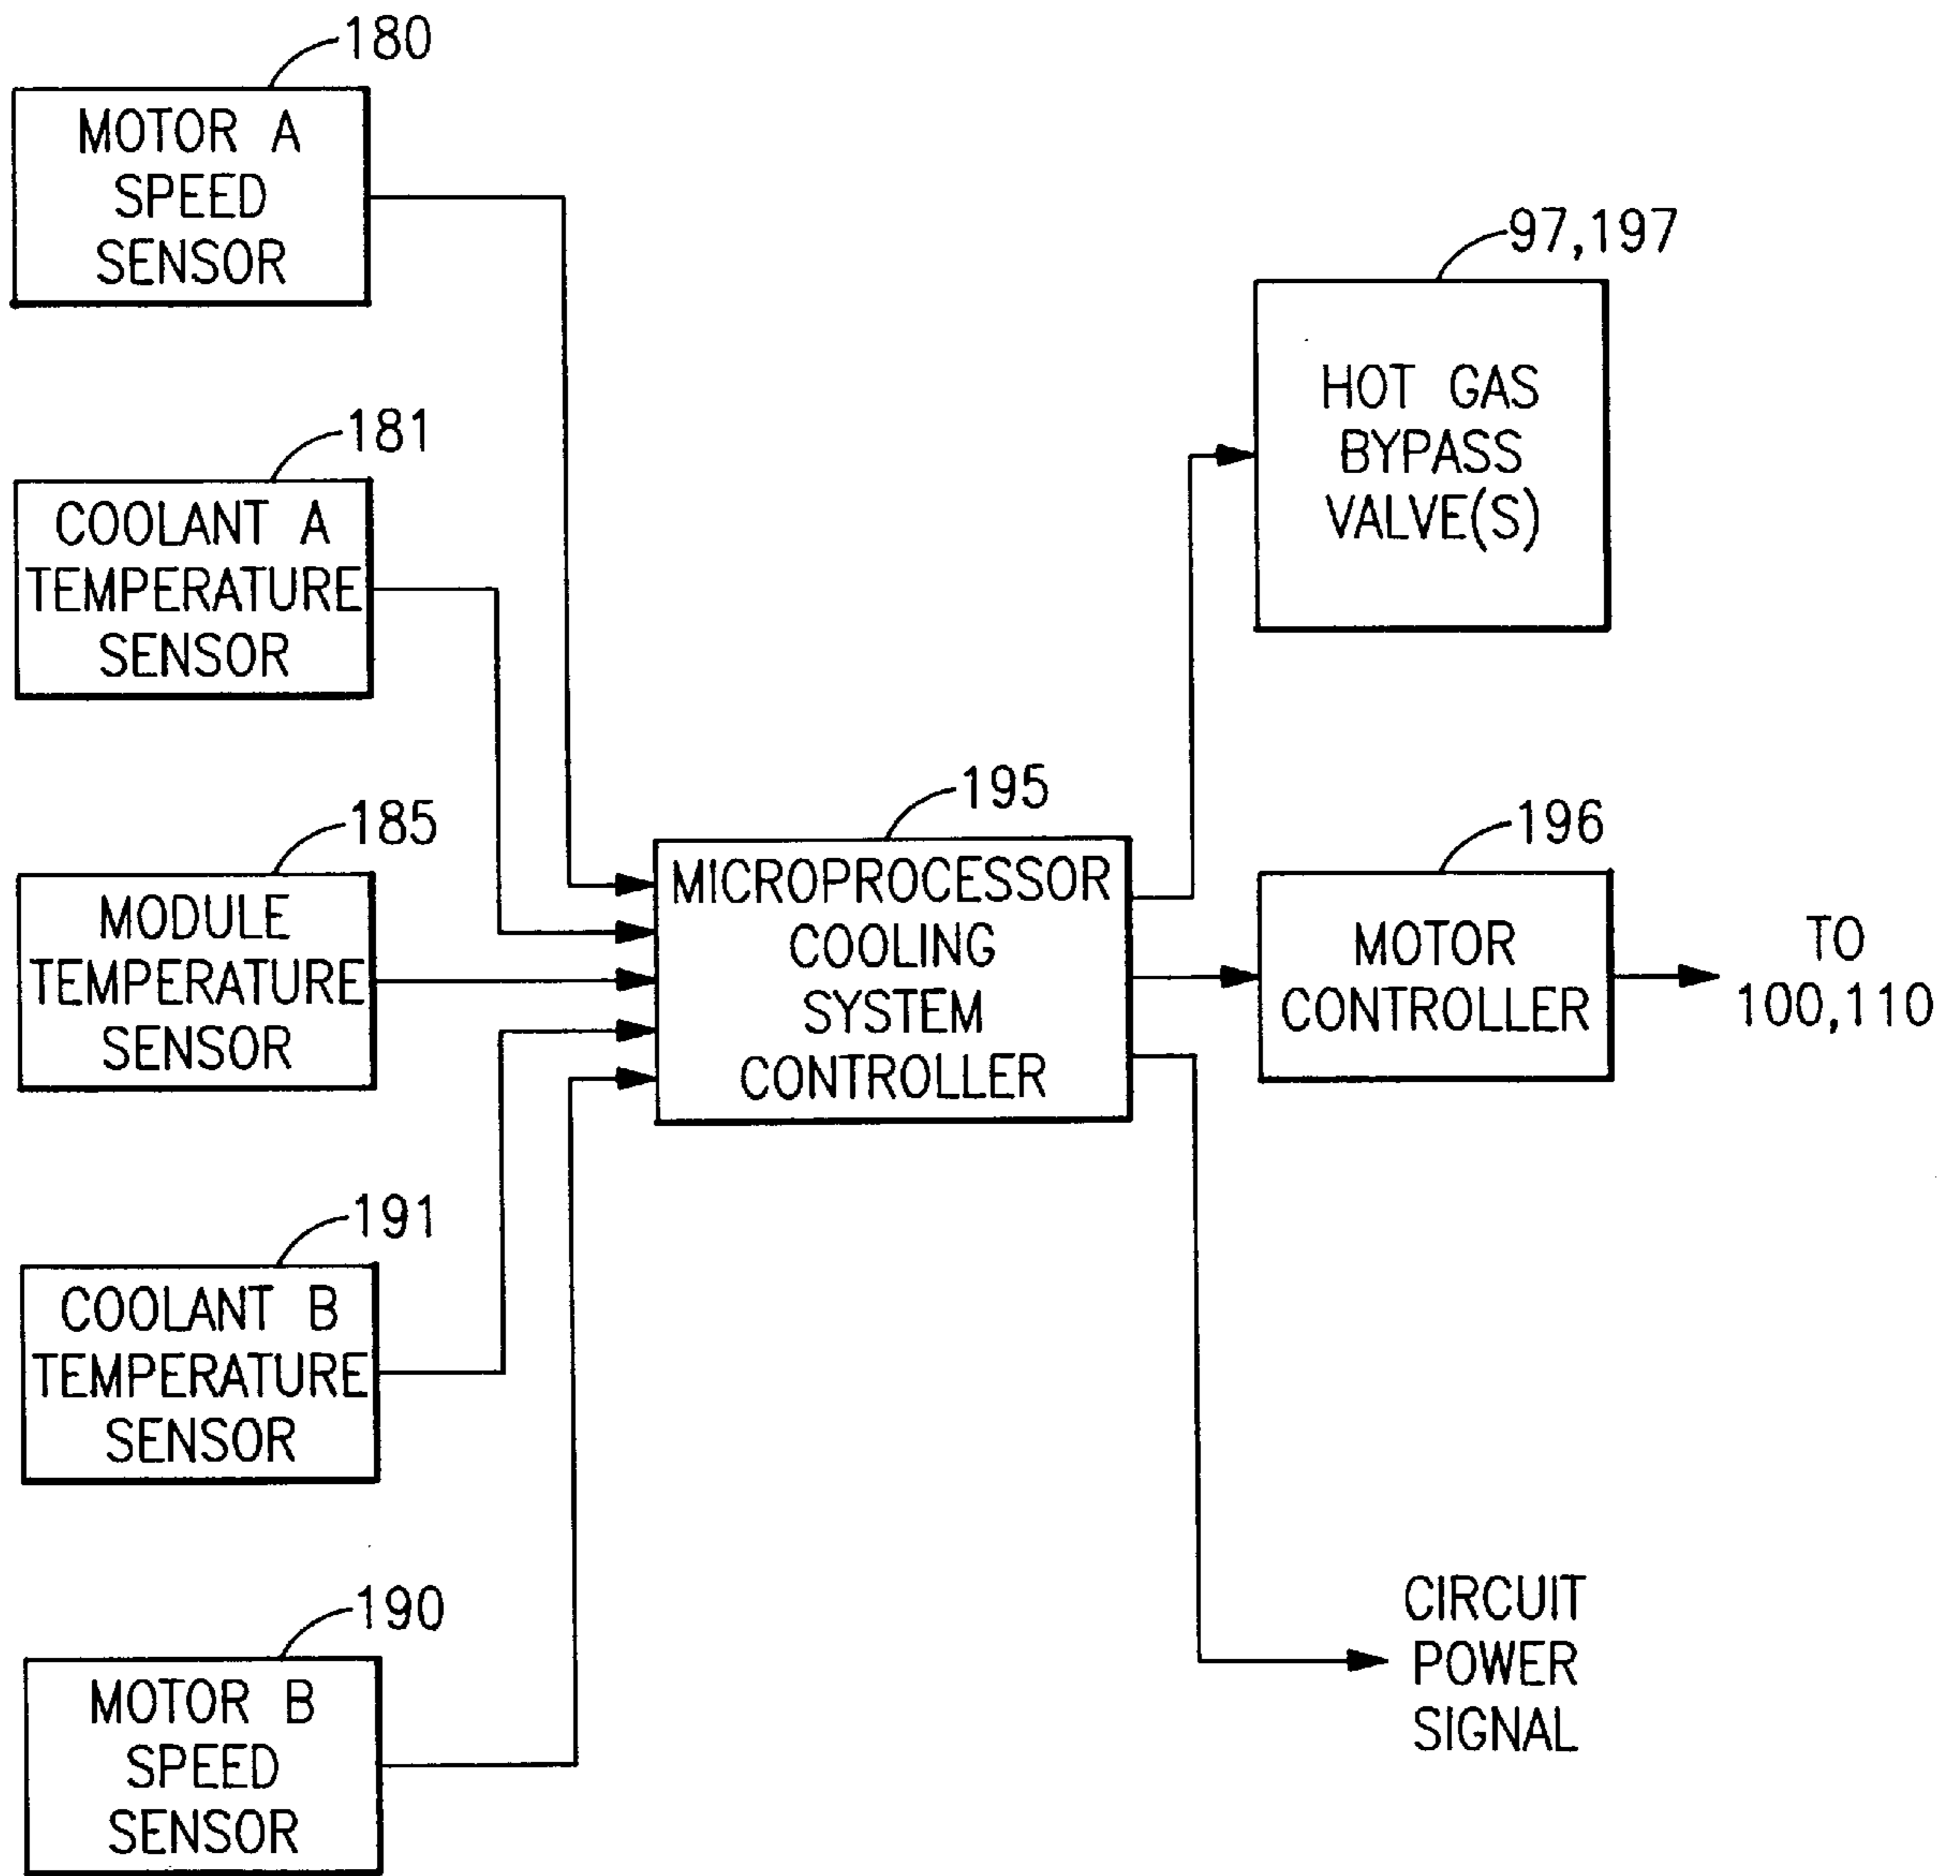 180
MOTOR A
SPEED
SENSOR
181
COOLANT A
TEMPERATURE
SENSOR
185
MODULE
TEMPERATURE
SENSOR
191
COOLANT B
TEMPERATURE
SENSOR
190
MOTOR B
SPEED
SENSOR
195
MICROPROCESSOR
COOLING
SYSTEM
CONTROLLER
97,197
HOT GAS
BYPASS
VALVE(S)
196
MOTOR
CONTROLLER
TO
100,110
CIRCUIT
POWER
SIGNAL